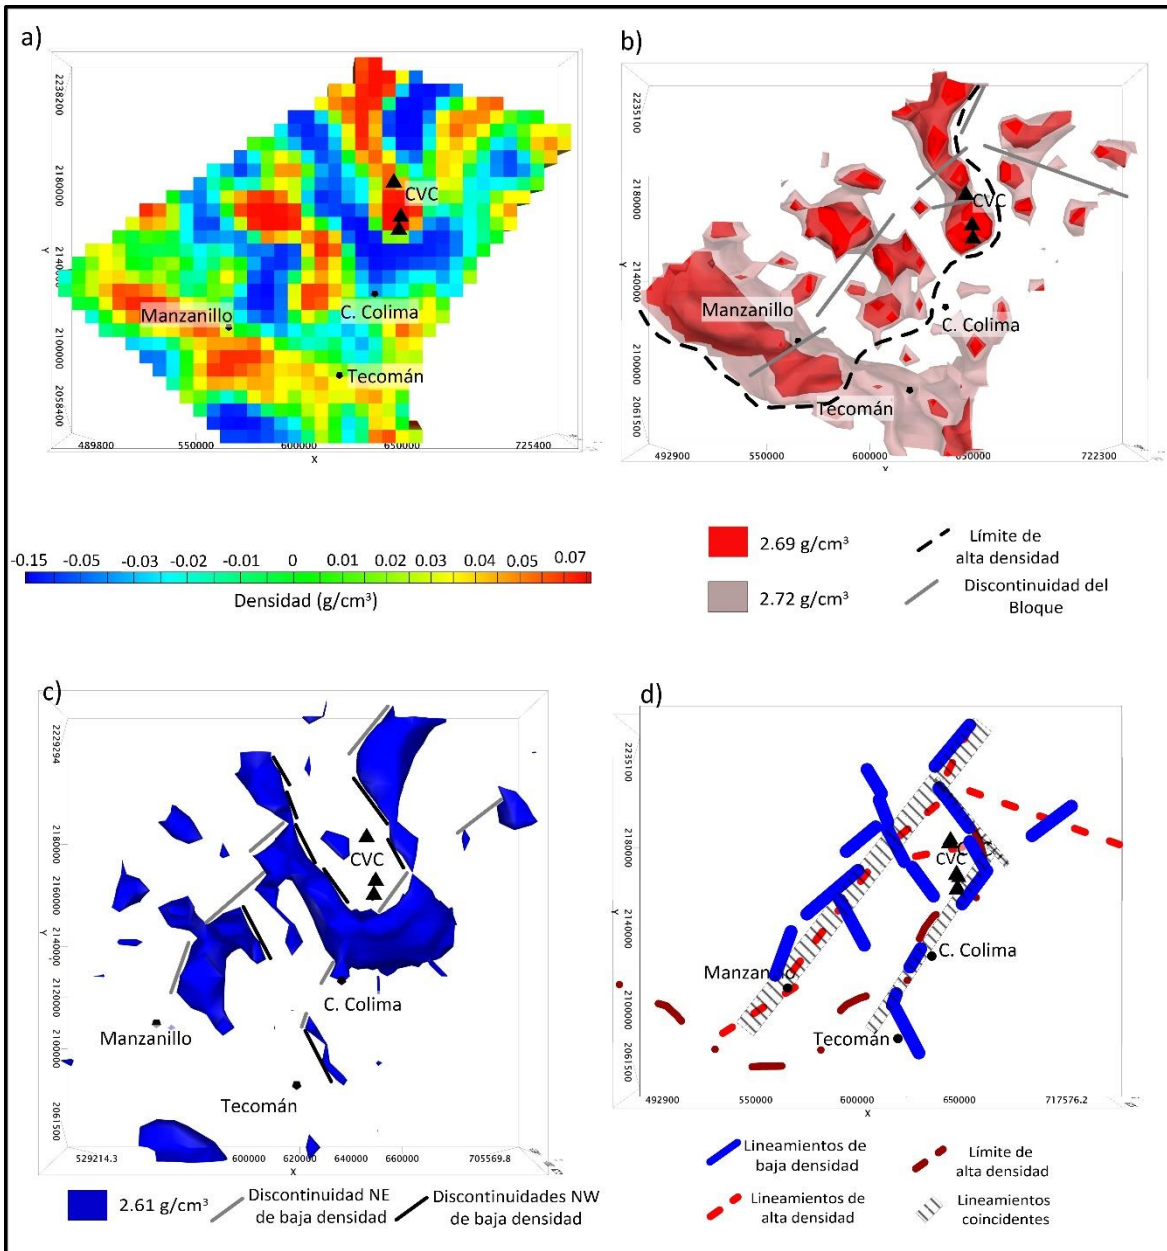 a)
2238200
2180000
2140000
2100000
2058400
Y
CVC
Manzanillo
C. Colima
Tecomán
489800
550000
600000
650000
725400
X
b)
2235100
2180000
2140000
2100000
2061500
Y
CVC
Manzanillo
C. Colima
Tecomán
492900
550000
600000
650000
722300
X
-0.15 -0.05 -0.03 -0.01 0 0.01 0.02 0.03 0.04 0.05 0.07
Densidad (g/cm³)
2.69 g/cm³
Límite de
alta densidad
2.72 g/cm³
Discontinuidad del
Bloque
c)
2229294
2180000
2160000
2140000
2120000
2100000
2061500
Y
CVC
C. Colima
Manzanillo
Tecomán
529214.3
600000
620000
640000
660000
705569.8
X
2.61 g/cm³
Discontinuidad NE
de baja densidad
Discontinuidades NW
de baja densidad
d)
2235100
2180000
2140000
2100000
2061500
Y
CVC
C. Colima
Manzanillo
Tecomán
492900
550000
600000
650000
717576.2
X
Lineamientos de
baja densidad
Límite de
alta densidad
Lineamientos de
alta densidad
Lineamientos
coincidentes